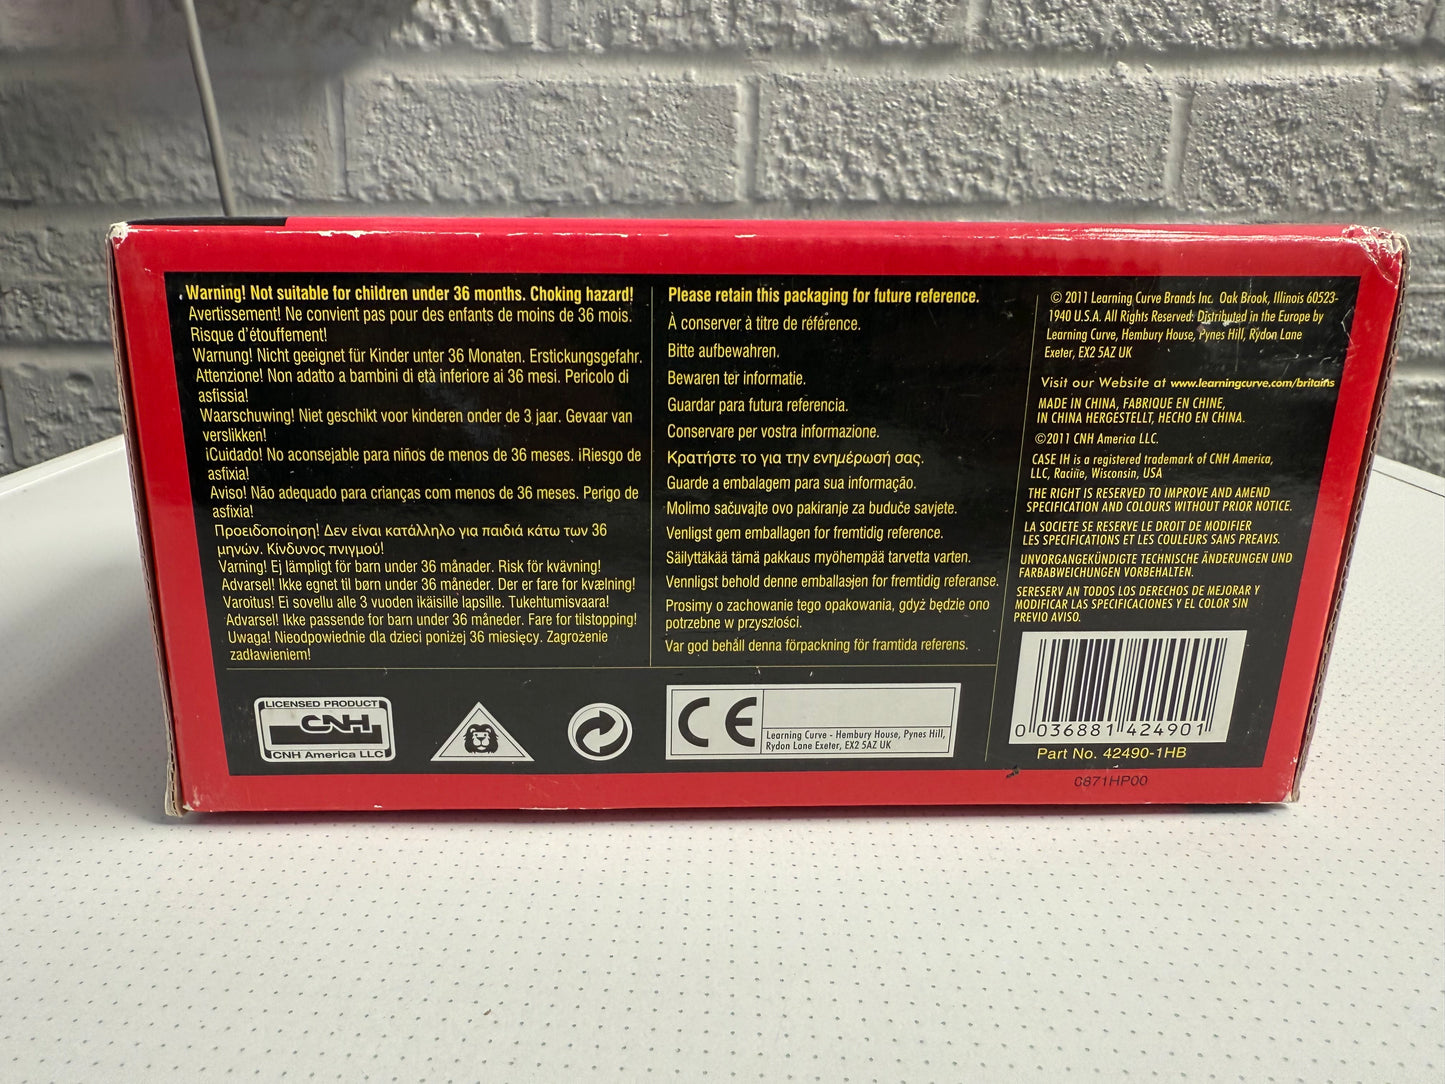 Warning! Not suitable for children under 36 months. Choking hazard!
Avertissement! Ne convient pas pour des enfants de moins de 36 mois.
Risque d'étouffement!
Warnung! Nicht geeignet für Kinder unter 36 Monaten. Erstickungsgefahr.
Attenzione! Non adatto a bambini di età inferiore ai 36 mesi. Pericolo di
asfissia!
Waarschuwing! Niet geschikt voor kinderen onder de 3 jaar. Gevaar van
verslikken!
¡Cuidado! No aconsejable para niños de menos de 36 meses. ¡Riesgo de
asfixia!
Aviso! Não adequado para crianças com menos de 36 meses. Perigo de
asfixia!
Προειδοποίηση! Δεν είναι κατάλληλο για παιδιά κάτω των 36
μηνών. Κίνδυνος πνιγμού!
Varning! Ej lämpligt för barn under 36 månader. Risk för kvävning!
Advarsel! Ikke egnet til børn under 36 måneder. Der er fare for kvælning!
Varoitus! Ei sovellu alle 3 vuoden ikäisille lapsille. Tukehtumisvaara!
Advarsel! Ikke passende for barn under 36 måneder. Fare for tilstopping!
Uwaga! Nieodpowiednie dla dzieci poniżej 36 miesięcy. Zagrożenie
zadławieniem!
Please retain this packaging for future reference.
À conserver à titre de référence.
Bitte aufbewahren.
Bewaren ter informatie.
Guardar para futura referencia.
Conservare per vostra informazione.
Κρατήστε το για την ενημέρωσή σας.
Guarde a embalagem para sua informação.
Molimo sačuvajte ovo pakiranje za buduče savjete.
Venligst gem emballagen for fremtidig reference.
Säilyttäkää tämä pakkaus myöhempää tarvetta varten.
Vennligst behold denne emballasjen for fremtidig referanse.
Prosimy o zachowanie tego opakowania, gdyż będzie ono
potrzebne w przyszłości.
Var god behåll denna förpackning för framtida referens.
© 2011 Learning Curve Brands Inc. Oak Brook, Illinois 60523-
1940 U.S.A. All Rights Reserved. Distributed in the Europe by
Learning Curve, Hembury House, Pynes Hill, Rydon Lane
Exeter, EX2 5AZ UK
Visit our Website at www.learningcurve.com/britains
MADE IN CHINA, FABRIQUE EN CHINE,
IN CHINA HERGESTELLT, HECHO EN CHINA.
©2011 CNH America LLC.
CASE IH is a registered trademark of CNH America,
LLC, Racine, Wisconsin, USA
THE RIGHT IS RESERVED TO IMPROVE AND AMEND
SPECIFICATION AND COLOURS WITHOUT PRIOR NOTICE.
LA SOCIETE SE RESERVE LE DROIT DE MODIFIER
LES SPECIFICATIONS ET LES COULEURS SANS PREAVIS.
UNVORGANGEKÜNDIGTE TECHNISCHE ÄNDERUNGEN UND
FARBABWEICHUNGEN VORBEHALTEN.
SERESERV AN TODOS LOS DERECHOS DE MEJORAR Y
MODIFICAR LAS SPECIFICACIONES Y EL COLOR SIN
PREVIO AVISO.
LICENSED PRODUCT
CNH
CNH America LLC
CE
Learning Curve - Hembury House, Pynes Hill,
Rydon Lane Exeter, EX2 5AZ UK
0 036881 424901
Part No. 42490-1HB
0871HP00